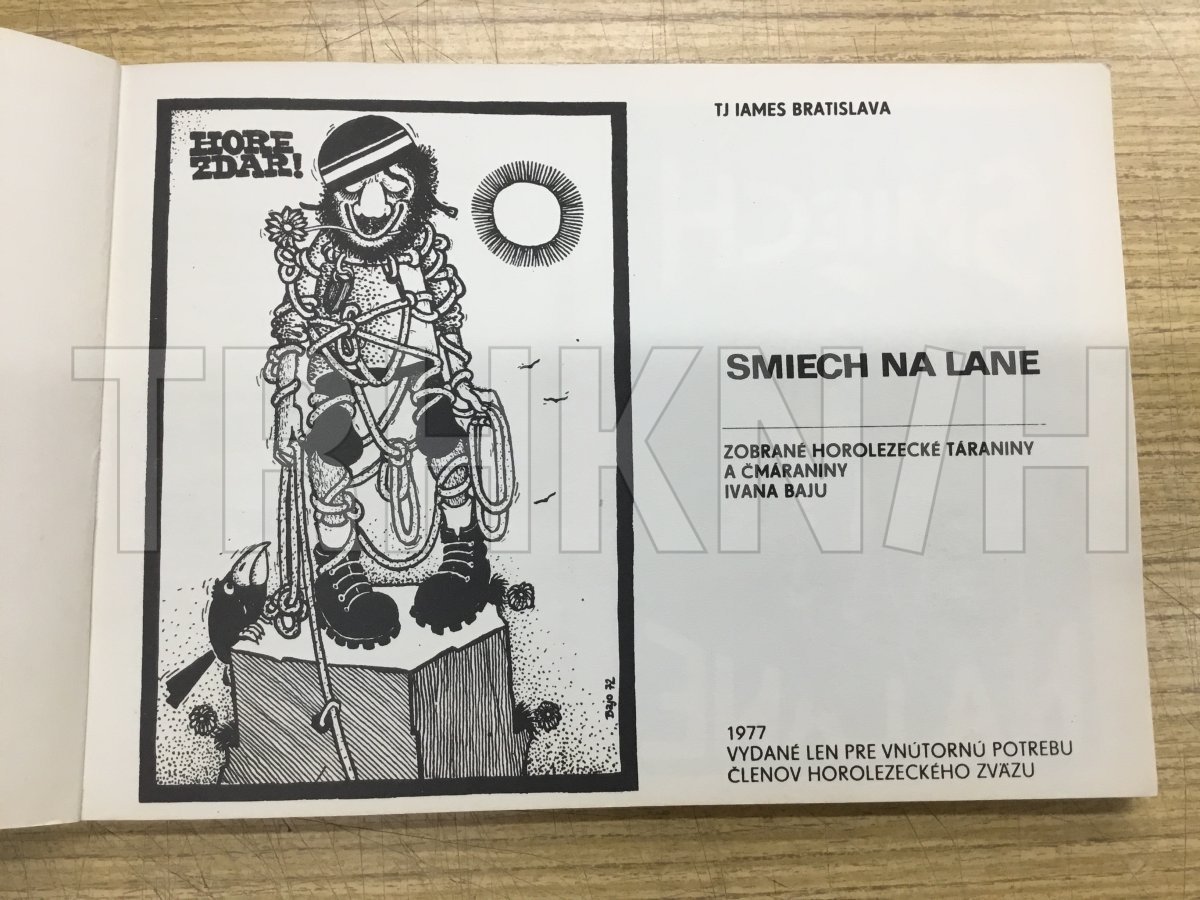 HORE
ZDAR!
Bajo 72
TJ IAMES BRATISLAVA
SMIECH NA LANE
ZOBRANÉ HOROLEZECKÉ TÁRANINY
A ČMÁRANINY
IVANA BAJU
1977
VYDANÉ LEN PRE VNÚTORNÚ POTREBU
ČLENOV HOROLEZECKÉHO ZVÄZU
TRHKNIH